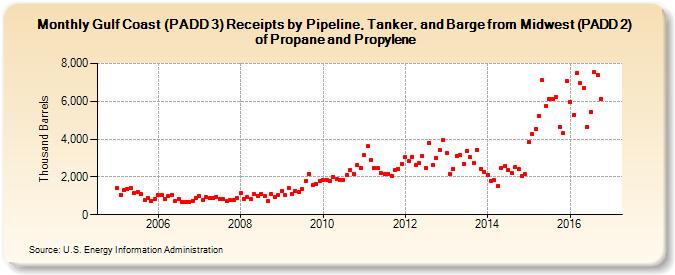 Monthly Gulf Coast (PADD 3) Receipts by Pipeline, Tanker, and Barge from Midwest (PADD 2)
of Propane and Propylene
Thousand Barrels
8,000
6,000
4,000
2,000
0
2006
2008
2010
2012
2014
2016
Source: U.S. Energy Information Administration